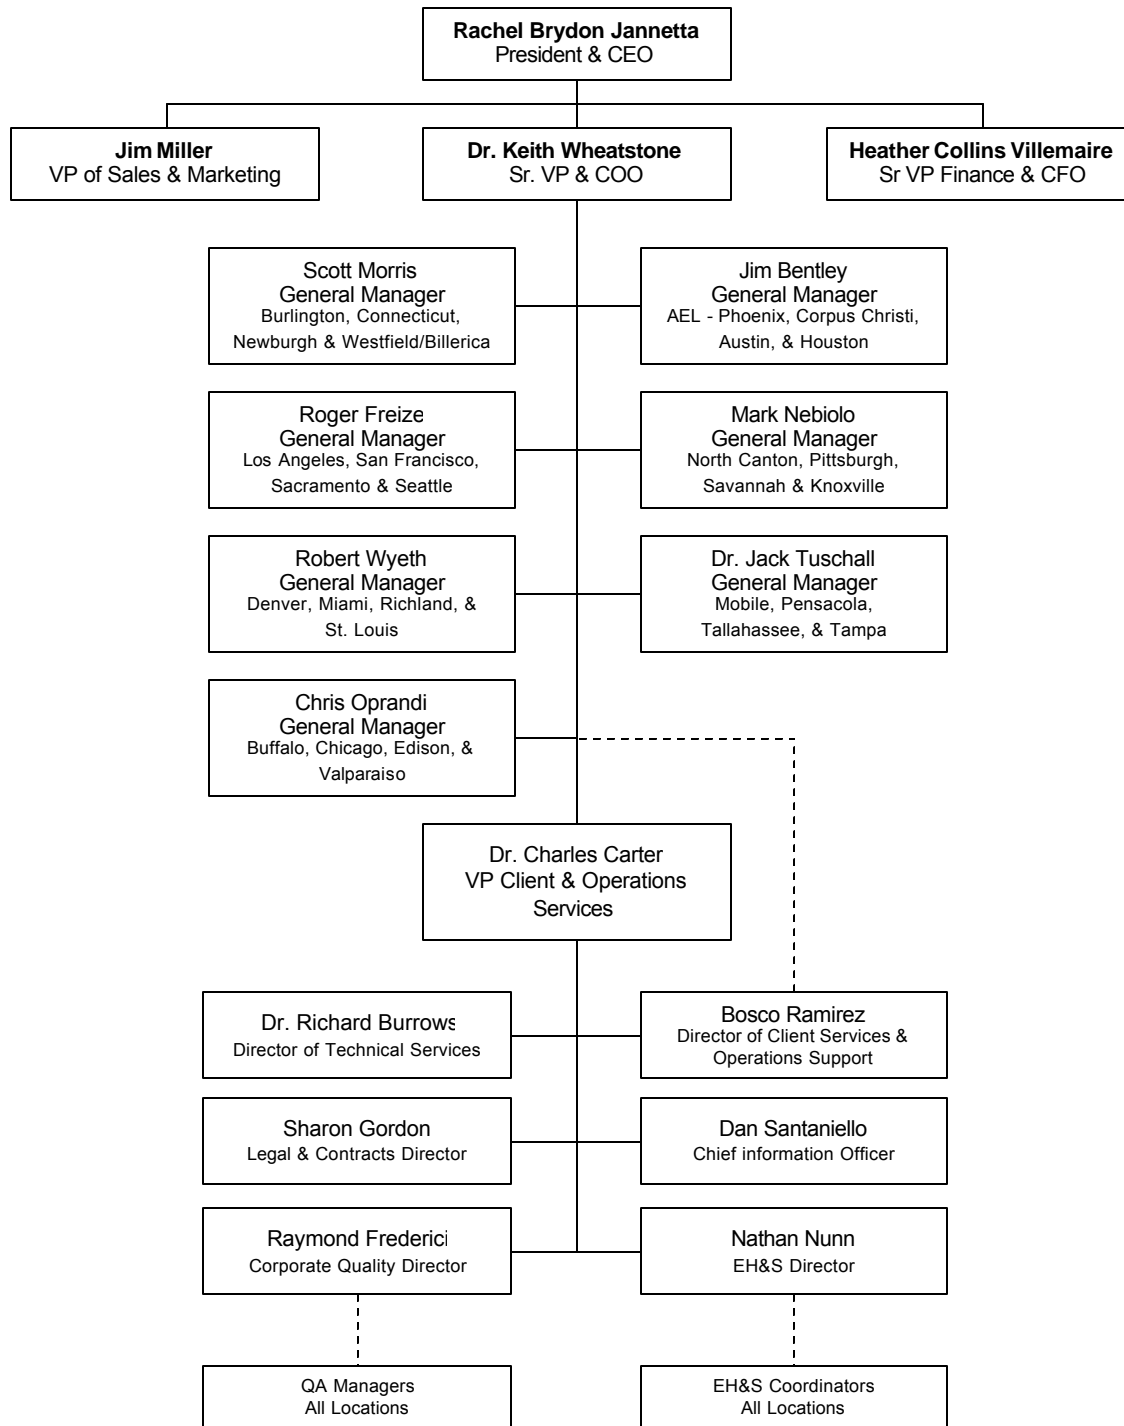 Rachel Brydon Jannetta
President & CEO
Jim Miller
VP of Sales & Marketing
Dr. Keith Wheatstone
Sr. VP & COO
Heather Collins Villemaire
Sr VP Finance & CFO
Scott Morris
General Manager
Burlington, Connecticut,
Newburgh & Westfield/Billerica
Jim Bentley
General Manager
AEL - Phoenix, Corpus Christi,
Austin, & Houston
Roger Freize
General Manager
Los Angeles, San Francisco,
Sacramento & Seattle
Mark Nebiolo
General Manager
North Canton, Pittsburgh,
Savannah & Knoxville
Robert Wyeth
General Manager
Denver, Miami, Richland, &
St. Louis
Dr. Jack Tuschall
General Manager
Mobile, Pensacola,
Tallahassee, & Tampa
Chris Oprandi
General Manager
Buffalo, Chicago, Edison, &
Valparaiso
Dr. Charles Carter
VP Client & Operations
Services
Dr. Richard Burrows
Director of Technical Services
Bosco Ramirez
Director of Client Services &
Operations Support
Sharon Gordon
Legal & Contracts Director
Dan Santaniello
Chief information Officer
Raymond Frederici
Corporate Quality Director
Nathan Nunn
EH&S Director
QA Managers
All Locations
EH&S Coordinators
All Locations